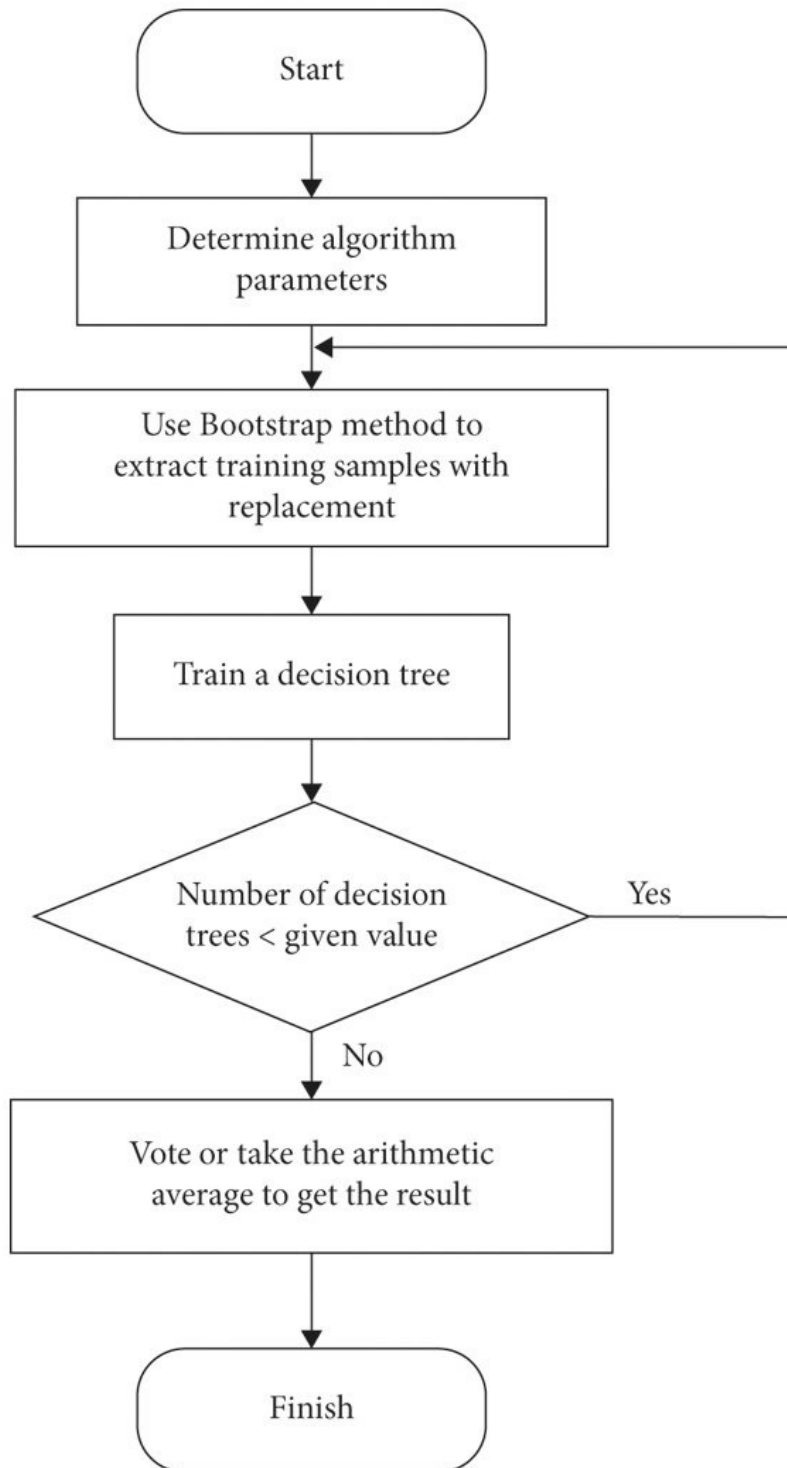 Start
Determine algorithm
parameters
Use Bootstrap method to
extract training samples with
replacement
Train a decision tree
Number of decision
trees < given value
Yes
No
Vote or take the arithmetic
average to get the result
Finish